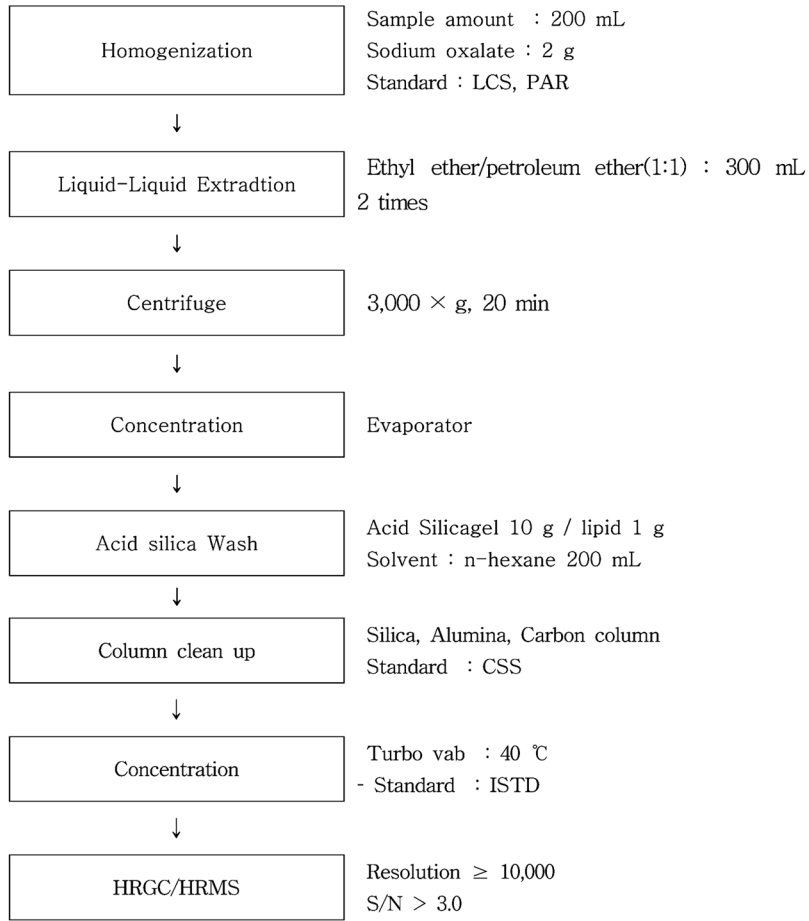 Homogenization
Sample amount : 200 mL
Sodium oxalate : 2 g
Standard : LCS, PAR
↓
Liquid-Liquid Extradtion
Ethyl ether/petroleum ether(1:1) : 300 mL
2 times
↓
Centrifuge
3,000 × g, 20 min
↓
Concentration
Evaporator
↓
Acid silica Wash
Acid Silicagel 10 g / lipid 1 g
Solvent : n-hexane 200 mL
↓
Column clean up
Silica, Alumina, Carbon column
Standard : CSS
↓
Concentration
Turbo vab : 40 ℃
- Standard : ISTD
↓
HRGC/HRMS
Resolution ≥ 10,000
S/N > 3.0